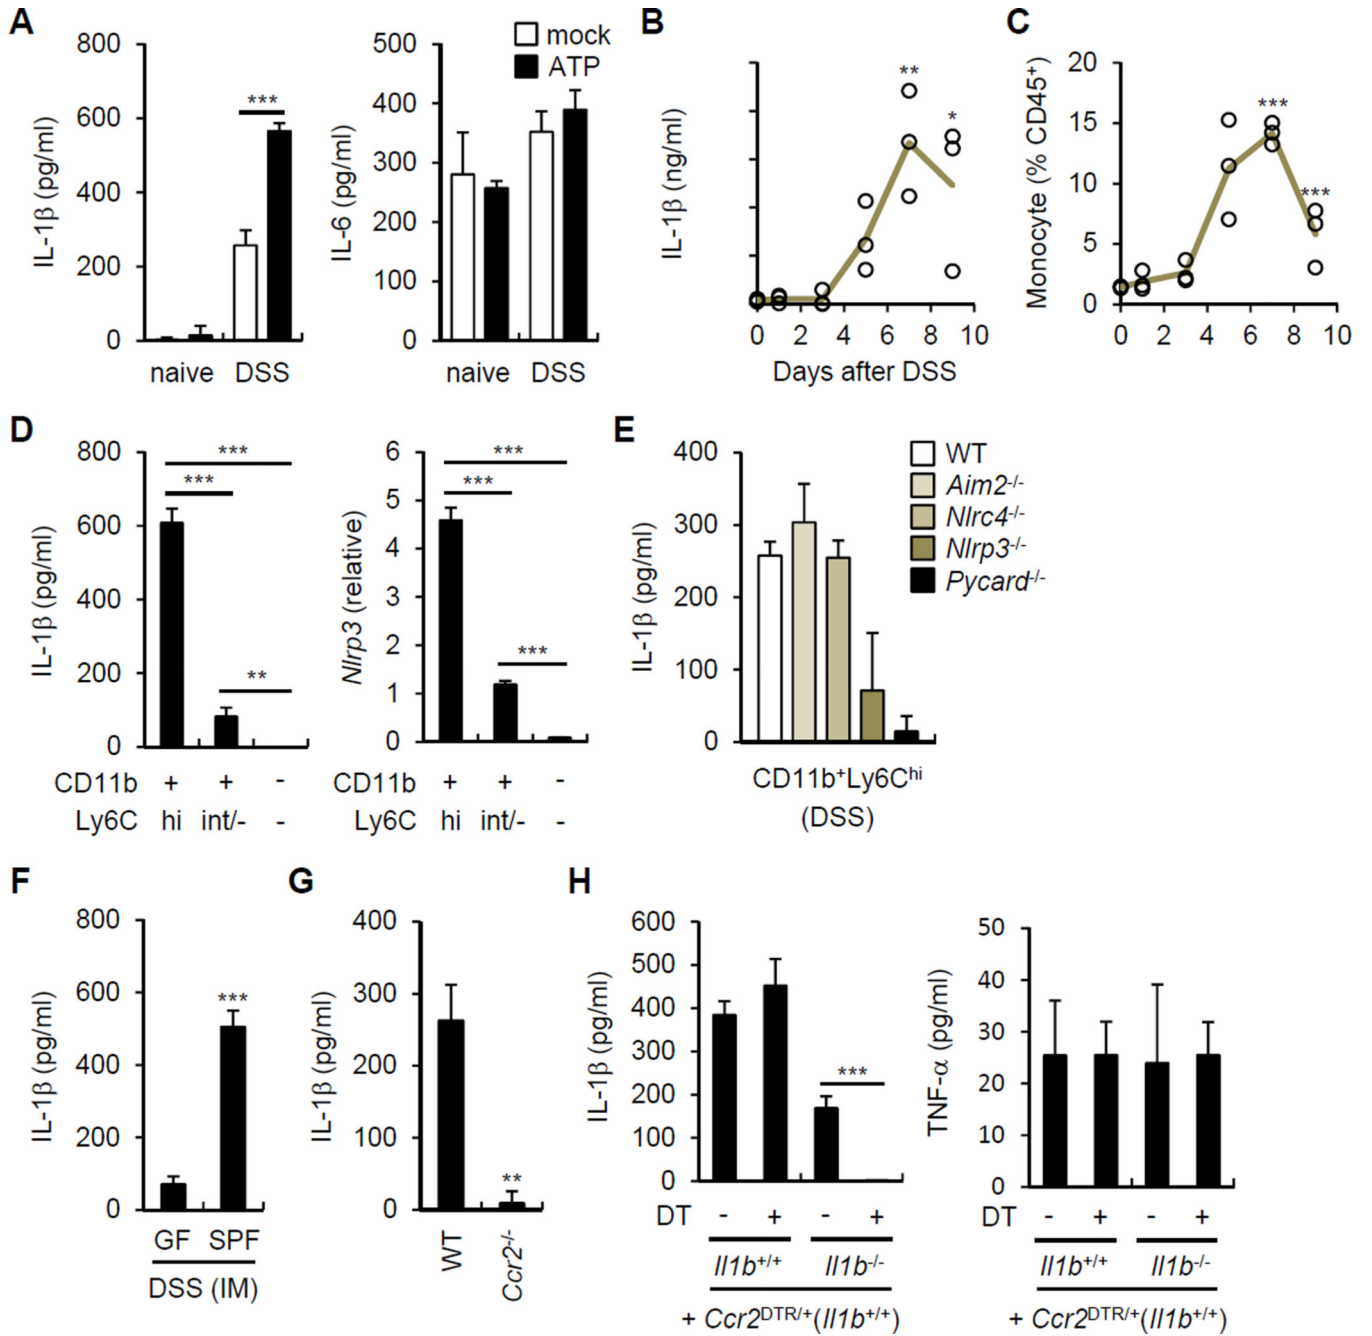 A
800
600
400
200
0
IL-1β (pg/ml)
***
naive DSS
500
400
300
200
100
0
IL-6 (pg/ml)
mock
ATP
naive DSS
B
IL-1β (ng/ml)
**
*
0 2 4 6 8 10
Days after DSS
C
20
15
10
5
0
Monocyte (% CD45⁺)
***
***
0 2 4 6 8 10
D
800
600
400
200
0
IL-1β (pg/ml)
***
***
**
CD11b + + -
Ly6C hi int/- -
6
5
4
3
2
1
0
Nlrp3 (relative)
***
***
***
CD11b + + -
Ly6C hi int/- -
E
400
300
200
100
0
IL-1β (pg/ml)
WT
Aim2⁻/⁻
Nlrc4⁻/⁻
Nlrp3⁻/⁻
Pycard⁻/⁻
CD11b⁺Ly6Cʰⁱ
(DSS)
F
800
600
400
200
0
IL-1β (pg/ml)
***
GF SPF
DSS (IM)
G
400
300
200
100
0
IL-1β (pg/ml)
**
WT
Ccr2⁻/⁻
H
600
500
400
300
200
100
0
IL-1β (pg/ml)
***
DT - + - +
Il1b⁺/⁺ Il1b⁻/⁻
+ Ccr2ᴰᵀᴿ/⁺(Il1b⁺/⁺)
50
40
30
20
10
0
TNF-α (pg/ml)
DT - + - +
Il1b⁺/⁺ Il1b⁻/⁻
+ Ccr2ᴰᵀᴿ/⁺(Il1b⁺/⁺)